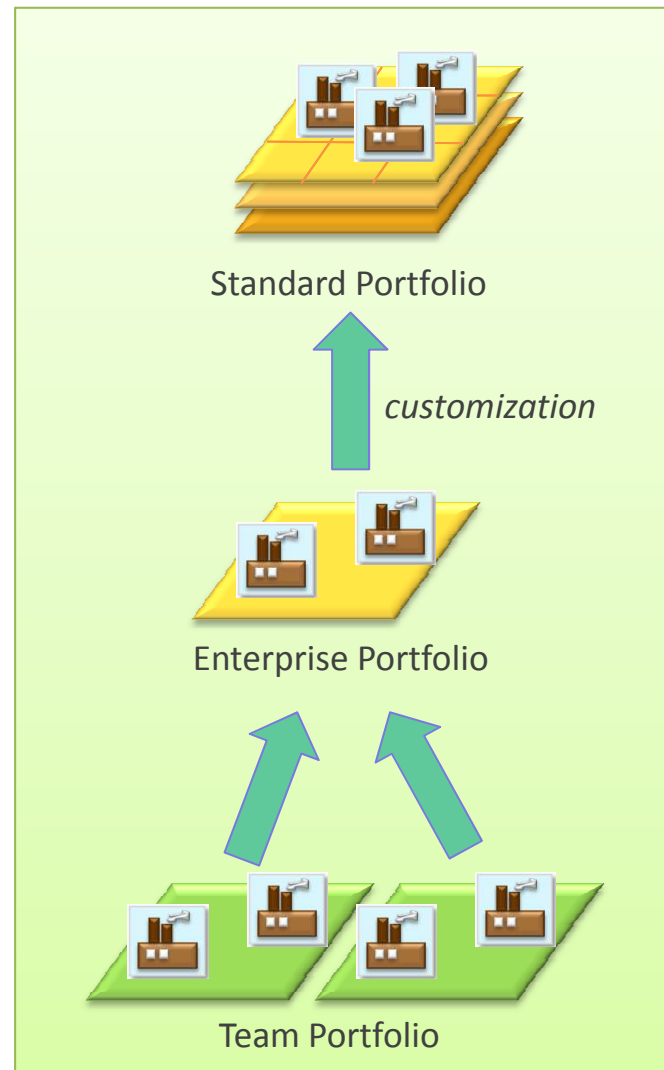 Standard Portfolio
customization
Enterprise Portfolio
Team Portfolio